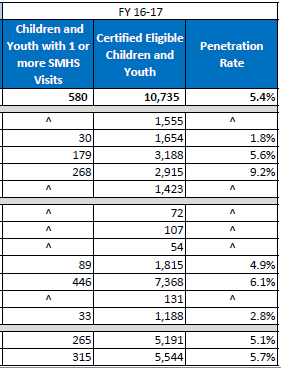 FY 16-17
Children and Youth with 1 or more SMHS Visits Certified Eligible Children and Youth Penetration Rate
580 10,735 5.4%
^ 1,555 ^
30 1,654 1.8%
179 3,188 5.6%
268 2,915 9.2%
^ 1,423 ^
^ 72 ^
^ 107 ^
^ 54 ^
89 1,815 4.9%
446 7,368 6.1%
^ 131 ^
33 1,188 2.8%
265 5,191 5.1%
315 5,544 5.7%